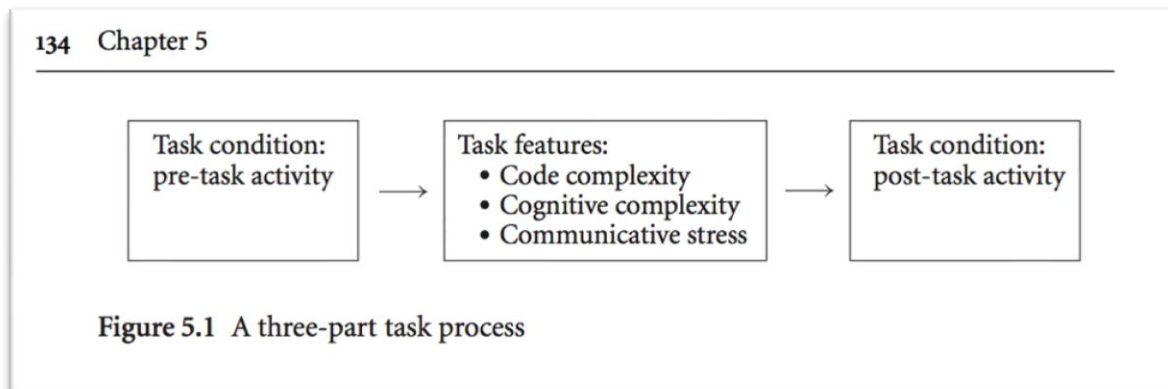 134 Chapter 5
Task condition:
pre-task activity
Task features:
• Code complexity
• Cognitive complexity
• Communicative stress
Task condition:
post-task activity
Figure 5.1 A three-part task process